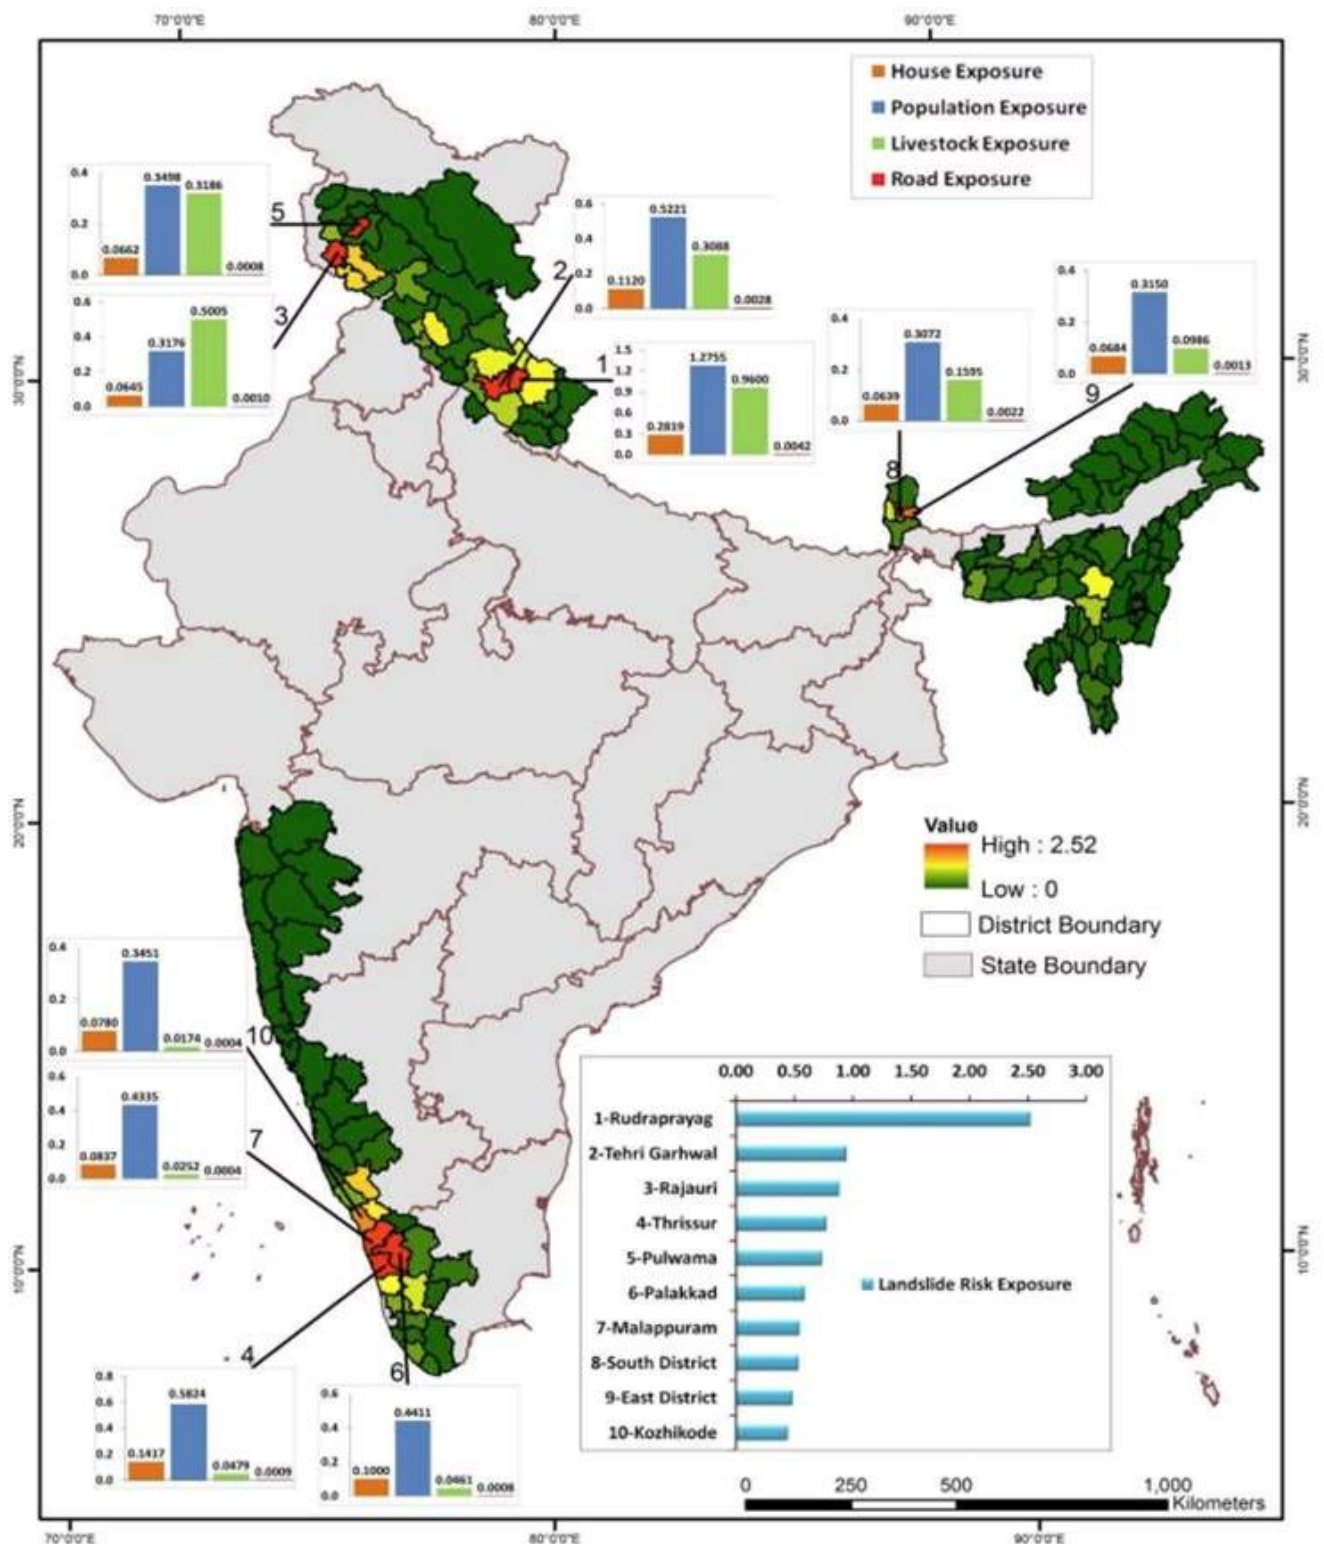 70°0'0"E
80°0'0"E
90°0'0"E
House Exposure
Population Exposure
Livestock Exposure
Road Exposure
0.4
0.2
0.0
0.0662
0.3498
0.3186
0.0008
5
0.6
0.4
0.2
0.0
0.0645
0.3176
0.5005
0.0010
3
0.6
0.4
0.2
0.0
0.1120
0.5221
0.3088
0.0028
2
1.5
1.2
0.9
0.6
0.3
0.0
0.2819
1.2755
0.9600
0.0042
1
0.4
0.2
0.0
0.0639
0.3072
0.1595
0.0022
8
0.4
0.2
0.0
0.0684
0.3150
0.0986
0.0013
9
30°0'0"N
30°0'0"N
20°0'0"N
20°0'0"N
Value
High : 2.52
Low : 0
District Boundary
State Boundary
0.4
0.2
0.0
0.0780
0.3451
0.0174
0.0004
10
0.6
0.4
0.2
0.0
0.0837
0.4335
0.0252
0.0004
7
10°0'0"N
10°0'0"N
4
0.8
0.6
0.4
0.2
0.0
0.1417
0.5824
0.0479
0.0009
6
0.6
0.4
0.2
0.0
0.1000
0.4411
0.0461
0.0008
0.00 0.50 1.00 1.50 2.00 2.50 3.00
1-Rudraprayag
2-Tehri Garhwal
3-Rajauri
4-Thrissur
5-Pulwama
6-Palakkad
7-Malappuram
8-South District
9-East District
10-Kozhikode
Landslide Risk Exposure
0 250 500 1,000
Kilometers
70°0'0"E
80°0'0"E
90°0'0"E